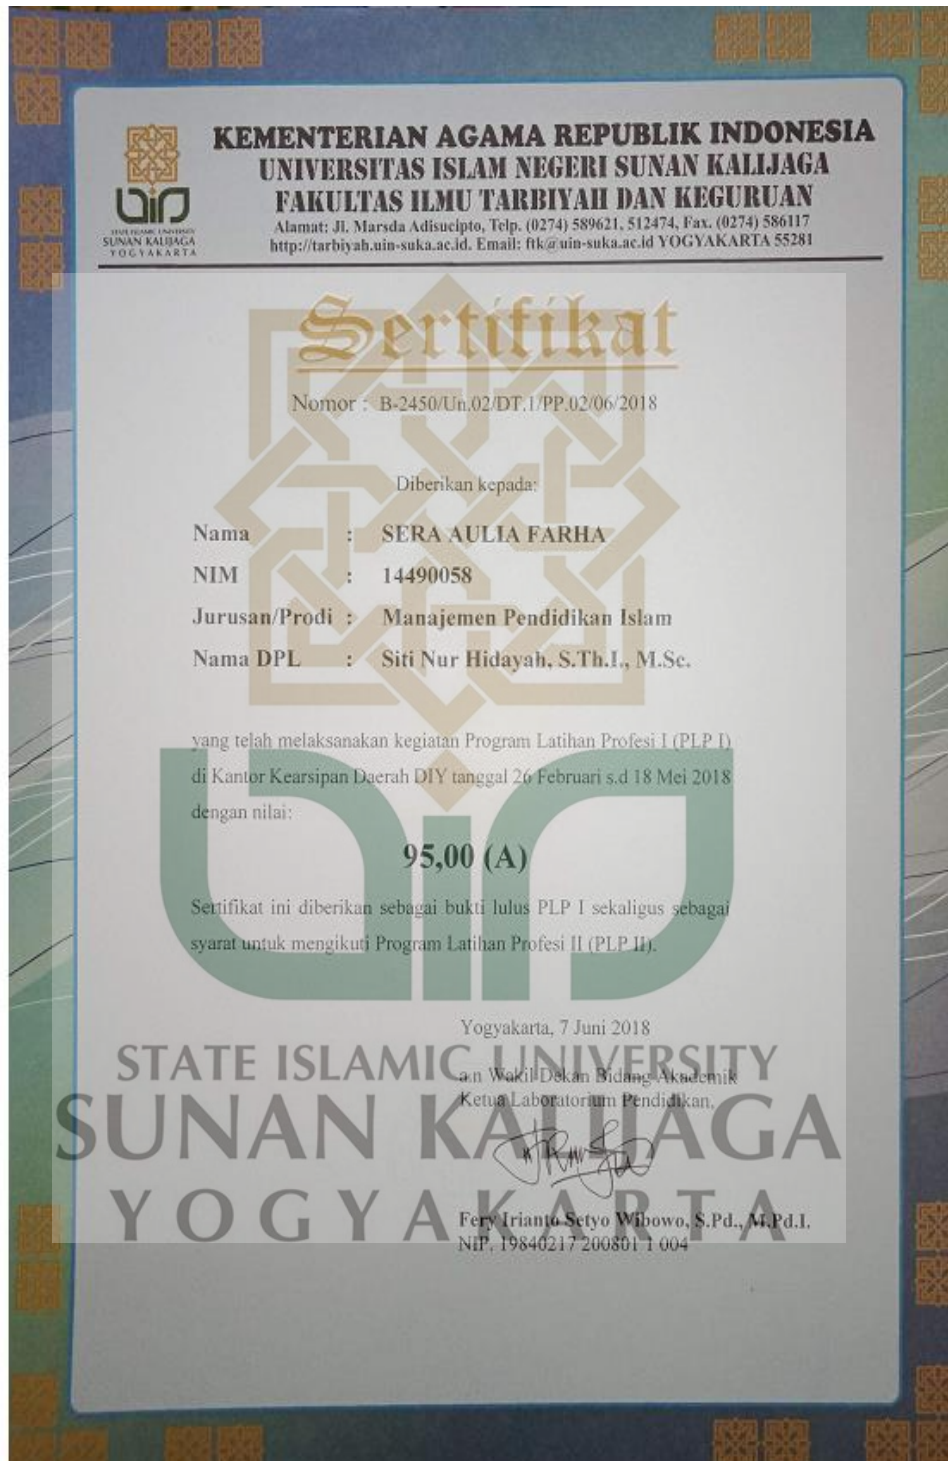 KEMENTERIAN AGAMA REPUBLIK INDONESIA
UNIVERSITAS ISLAM NEGERI SUNAN KALIJAGA
FAKULTAS ILMU TARBIYAH DAN KEGURUAN
Alamat: Jl. Marsda Adisucipto, Telp. (0274) 589621, 512474, Fax. (0274) 586117
http://tarbiyah.uin-suka.ac.id. Email: ftk@uin-suka.ac.id YOGYAKARTA 55281
STATE ISLAMIC UNIVERSITY
SUNAN KALIJAGA
YOGYAKARTA
Sertifikat
Nomor : B-2450/Un.02/DT.1/PP.02/06/2018
Diberikan kepada:
Nama : SERA AULIA FARHA
NIM : 14490058
Jurusan/Prodi : Manajemen Pendidikan Islam
Nama DPL : Siti Nur Hidayah, S.Th.I., M.Sc.
yang telah melaksanakan kegiatan Program Latihan Profesi I (PLP I)
di Kantor Kearsipan Daerah DIY tanggal 26 Februari s.d 18 Mei 2018
dengan nilai:
95,00 (A)
Sertifikat ini diberikan sebagai bukti lulus PLP I sekaligus sebagai
syarat untuk mengikuti Program Latihan Profesi II (PLP II).
Yogyakarta, 7 Juni 2018
a.n Wakil Dekan Bidang Akademik
Ketua Laboratorium Pendidikan,
Fery Irianto Setyo Wibowo, S.Pd., M.Pd.I.
NIP. 19840217 200801 1 004
STATE ISLAMIC UNIVERSITY
SUNAN KALIJAGA
YOGYAKARTA